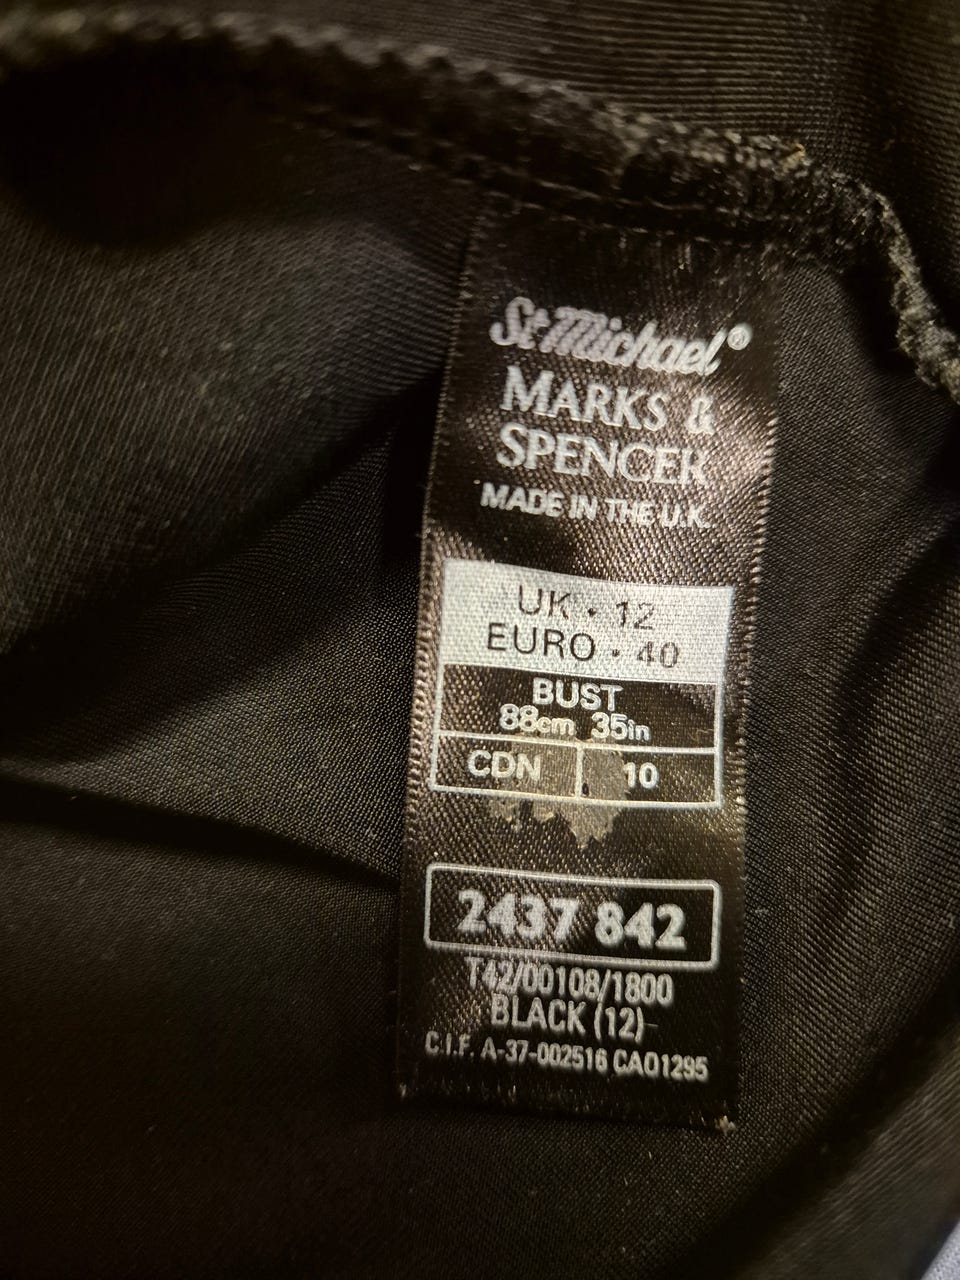 St Michael®
MARKS &
SPENCER
MADE IN THE U.K.
UK · 12
EURO · 40
BUST
88cm 35in
CDN 10
2437 842
T42/00108/1800
BLACK (12)
C.I.F. A-37-002516 CA01295